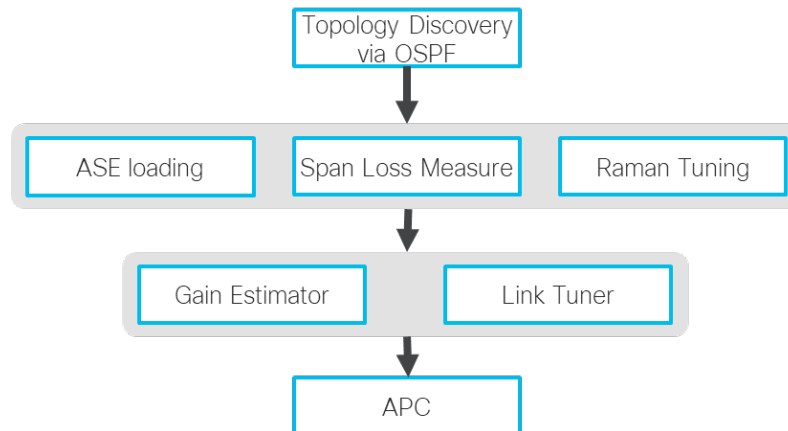 Topology Discovery
via OSPF
ASE loading
Span Loss Measure
Raman Tuning
Gain Estimator
Link Tuner
APC